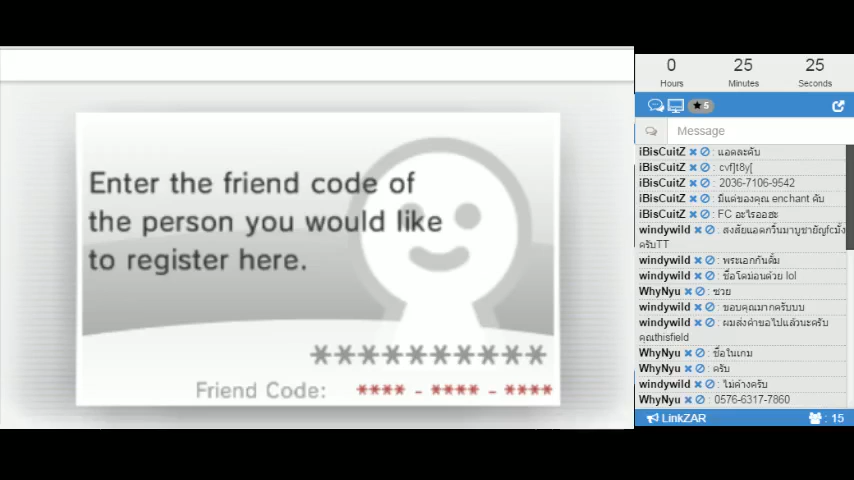 Enter the friend code of
the person you would like
to register here.
**********
Friend Code: **** - **** - ****
0 25 25
Hours Minutes Seconds
5
Message
iBisCuitZ : แอดละคับ
iBisCuitZ : cvf]t8y[
iBisCuitZ : 2036-7106-9542
iBisCuitZ : มีแต่ของคุณ enchant คับ
iBisCuitZ : FC อะไรออฮะ
windywild : สงสัยแอดกวิ้นมาบูชายัญfcมั้ง
ครับTT
windywild : พระเอกกันตั้ม
windywild : ชื่อโดม่อนด้วย lol
WhyNyu : ชวย
windywild : ขอบคุณมากครับบบ
windywild : ผมส่งคำขอไปแล้วนะครับ
คุณthisfield
WhyNyu : ชื่อในเกม
WhyNyu : ครับ
windywild : ไม่ค้างครับ
WhyNyu : 0576-6317-7860
LinkZAR : 15